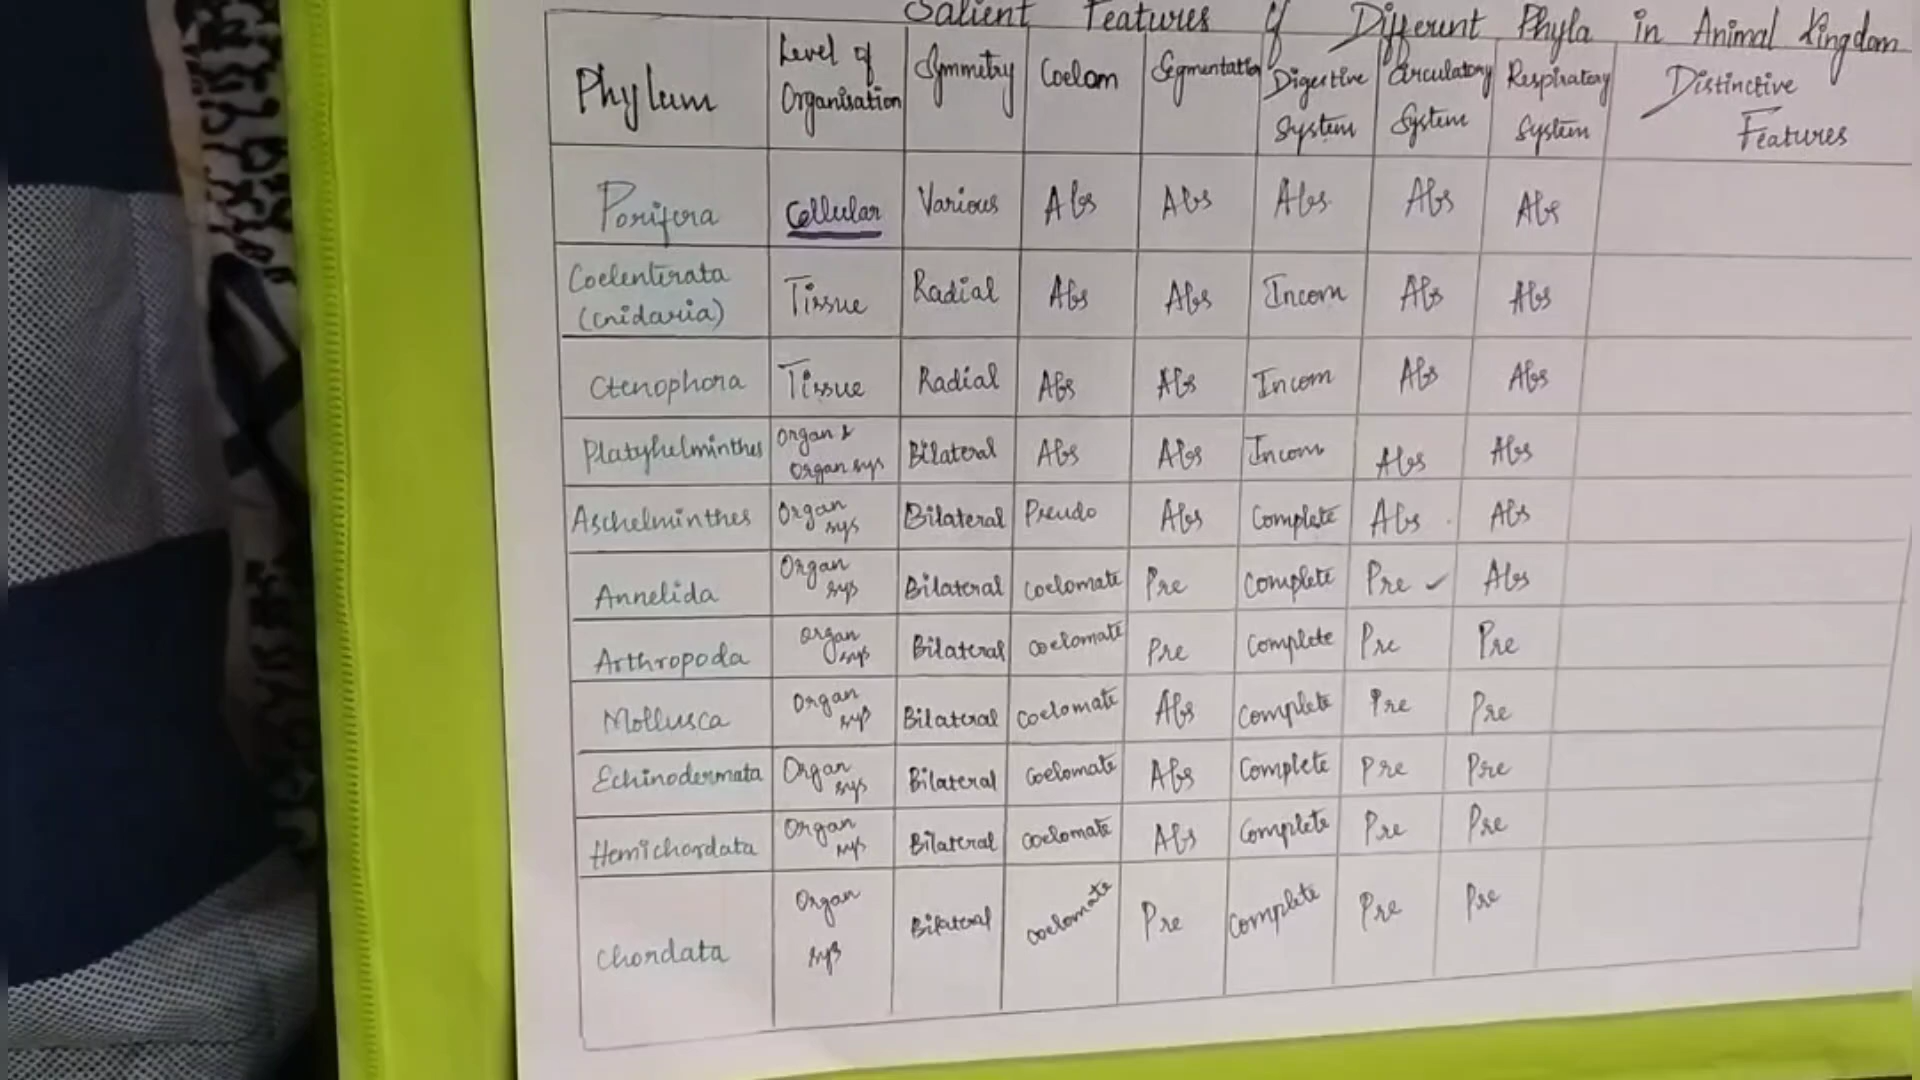 Salient Features of Different Phyla in Animal Kingdom
Phylum Level of Organisation Symmetry Coelom Segmentation Digestive System Circulatory System Respiratory System Distinctive Features
Porifera Cellular Various Abs Abs Abs. Abs Abs
Coelenterata (Cnidaria) Tissue Radial Abs Abs Incom Abs Abs
Ctenophora Tissue Radial Abs Abs Incom Abs Abs
Platyhelminthes Organ & Organ sys Bilateral Abs Abs Incom Abs Abs
Aschelminthes Organ sys Bilateral Pseudo Abs Complete Abs Abs
Annelida Organ sys Bilateral Coelomate Pre Complete Pre ✓ Abs
Arthropoda Organ sys Bilateral Coelomate Pre Complete Pre Pre
Mollusca Organ sys Bilateral Coelomate Abs Complete Pre Pre
Echinodermata Organ sys Bilateral Coelomate Abs Complete Pre Pre
Hemichordata Organ sys Bilateral Coelomate Abs Complete Pre Pre
Chordata Organ sys Bilateral Coelomate Pre Complete Pre Pre